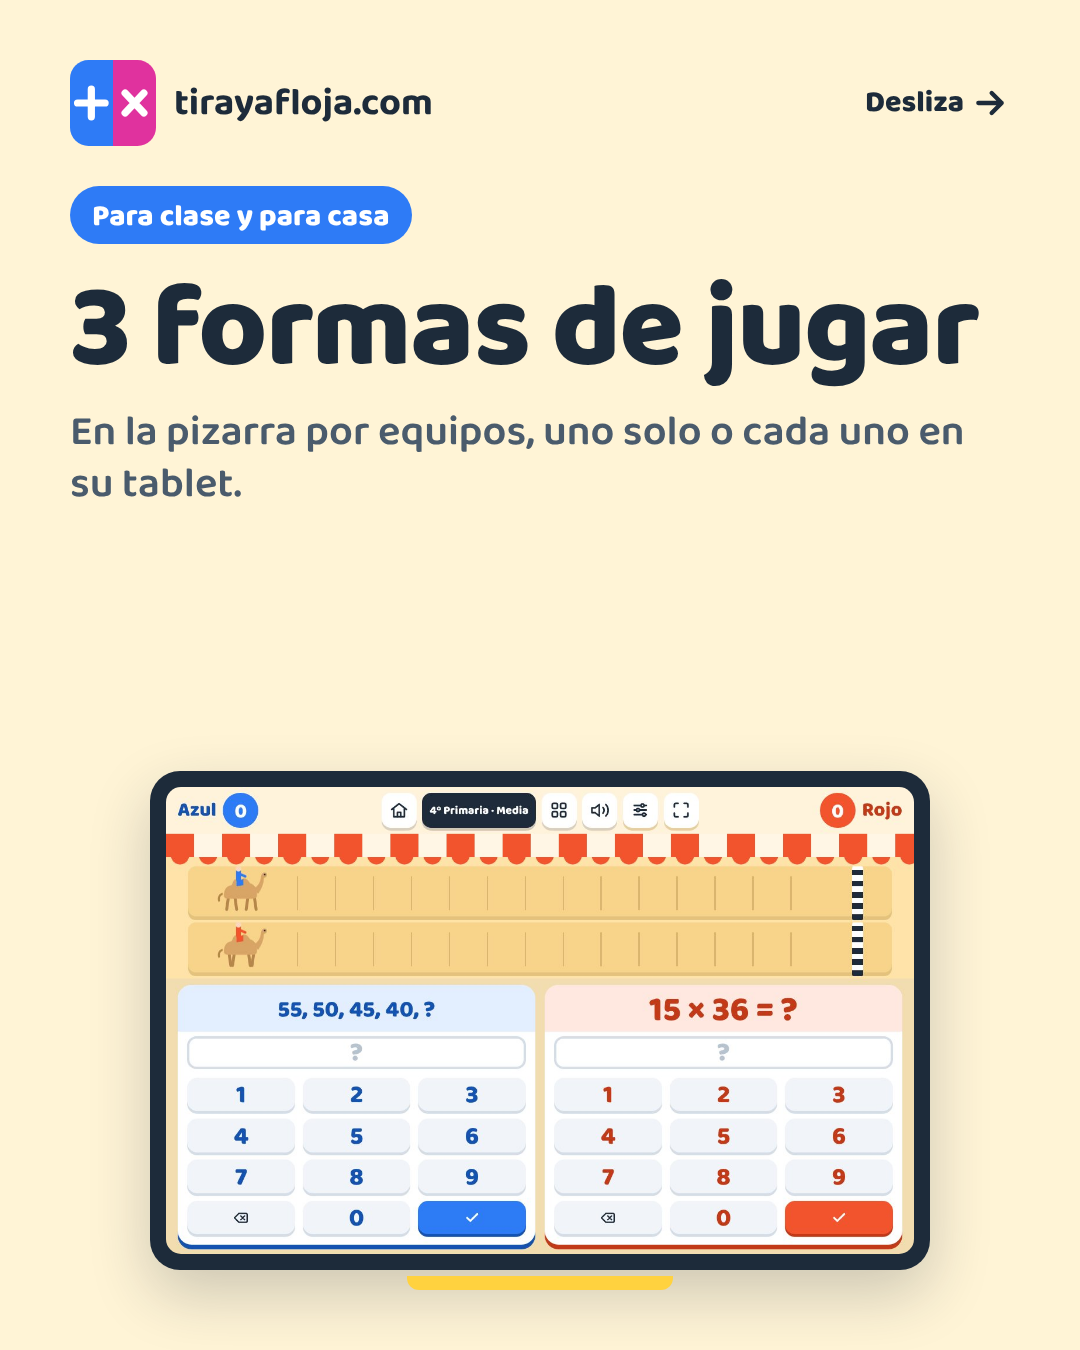 tirayafloja.com
Desliza →
Para clase y para casa
3 formas de jugar
En la pizarra por equipos, uno solo o cada uno en
su tablet.
Azul 0
4º Primaria · Media
0 Rojo
55, 50, 45, 40, ?
15 × 36 = ?
?
?
1 2 3
1 2 3
4 5 6
4 5 6
7 8 9
7 8 9
0
0